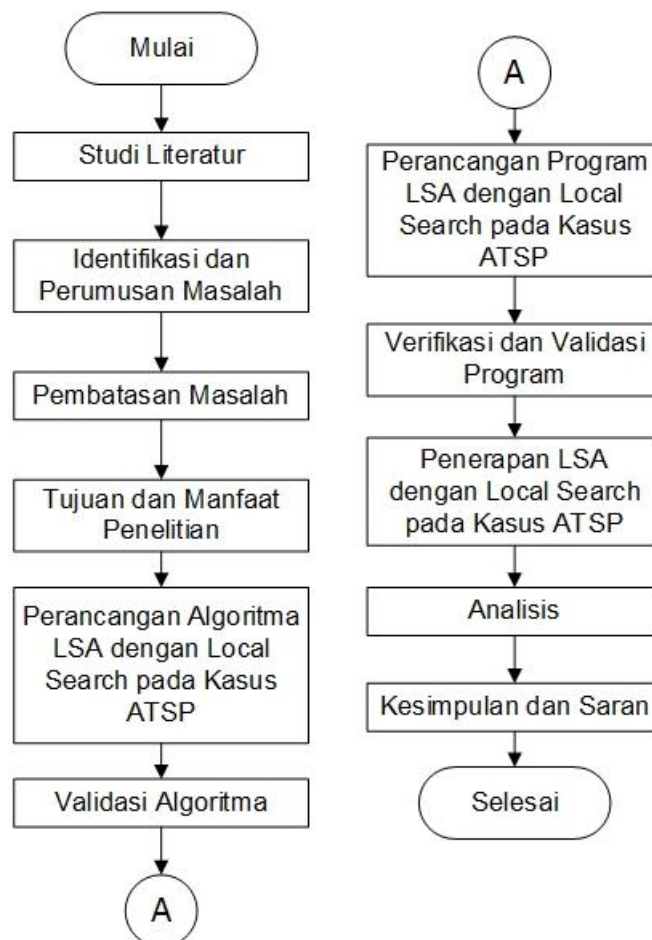 Mulai
Studi Literatur
Identifikasi dan
Perumusan Masalah
Pembatasan Masalah
Tujuan dan Manfaat
Penelitian
Perancangan Algoritma
LSA dengan Local
Search pada Kasus
ATSP
Validasi Algoritma
A
A
Perancangan Program
LSA dengan Local
Search pada Kasus
ATSP
Verifikasi dan Validasi
Program
Penerapan LSA
dengan Local Search
pada Kasus ATSP
Analisis
Kesimpulan dan Saran
Selesai